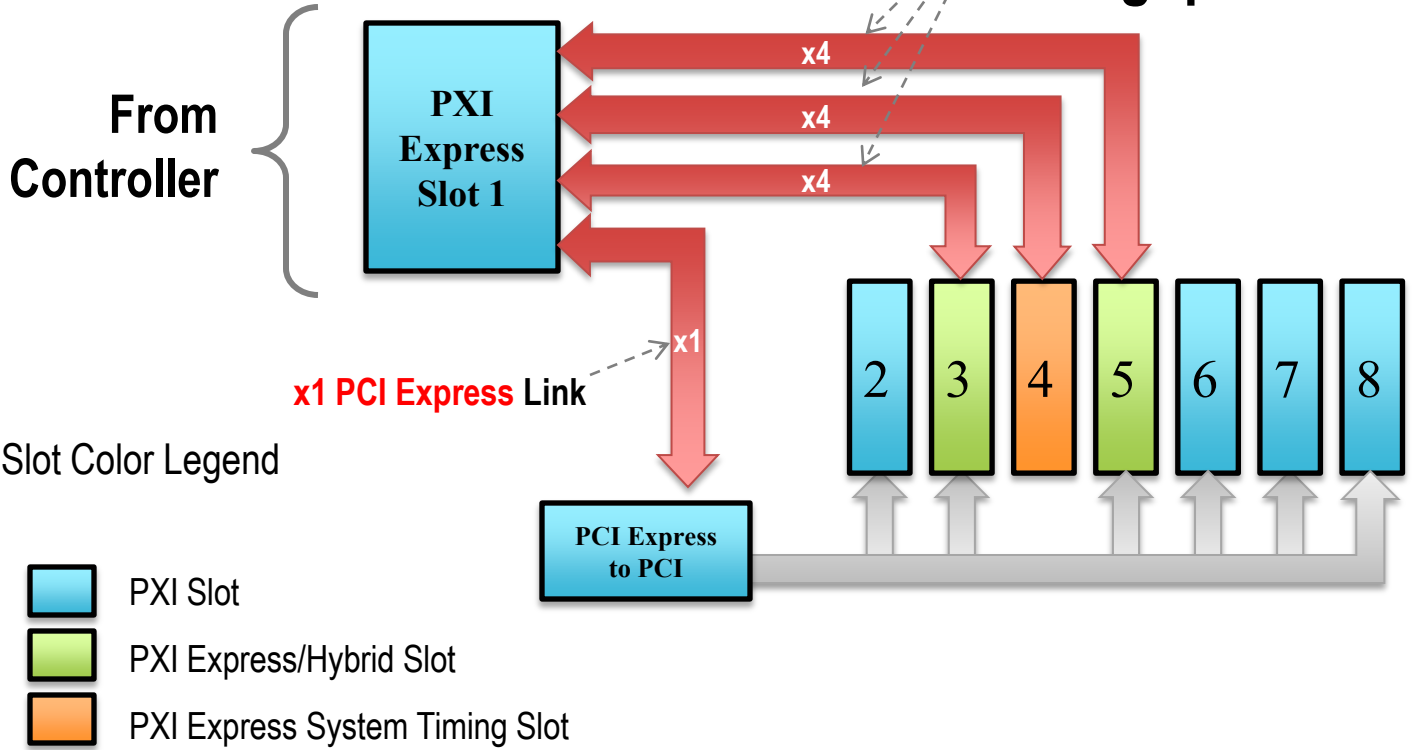 x4
From
Controller
PXI
Express
Slot 1
x4
x4
x1
x1 PCI Express Link
2
3
4
5
6
7
8
Slot Color Legend
PCI Express
to PCI
PXI Slot
PXI Express/Hybrid Slot
PXI Express System Timing Slot